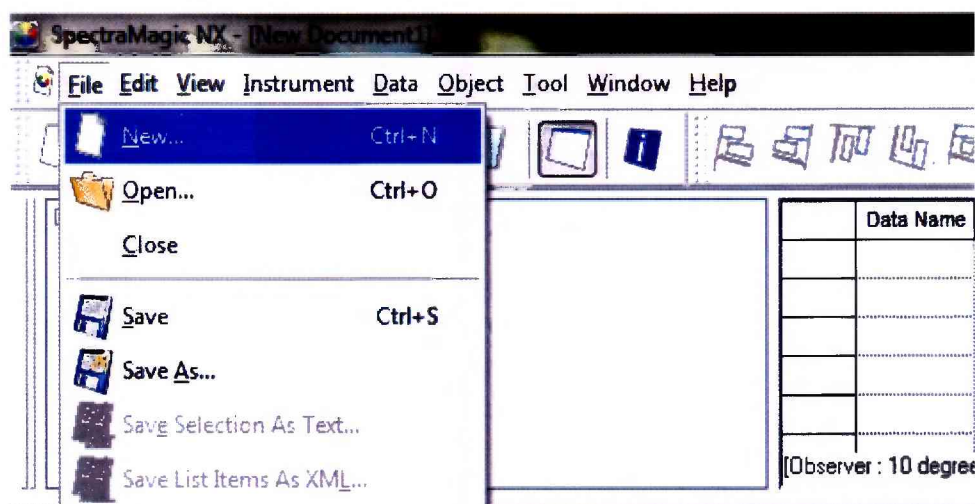 SpectraMagic NX - [New Document1]
File Edit View Instrument Data Object Tool Window Help
New... Ctrl+N
Open... Ctrl+O
Close
Save Ctrl+S
Save As...
Save Selection As Text...
Save List Items As XML...
Data Name
[Observer : 10 degree